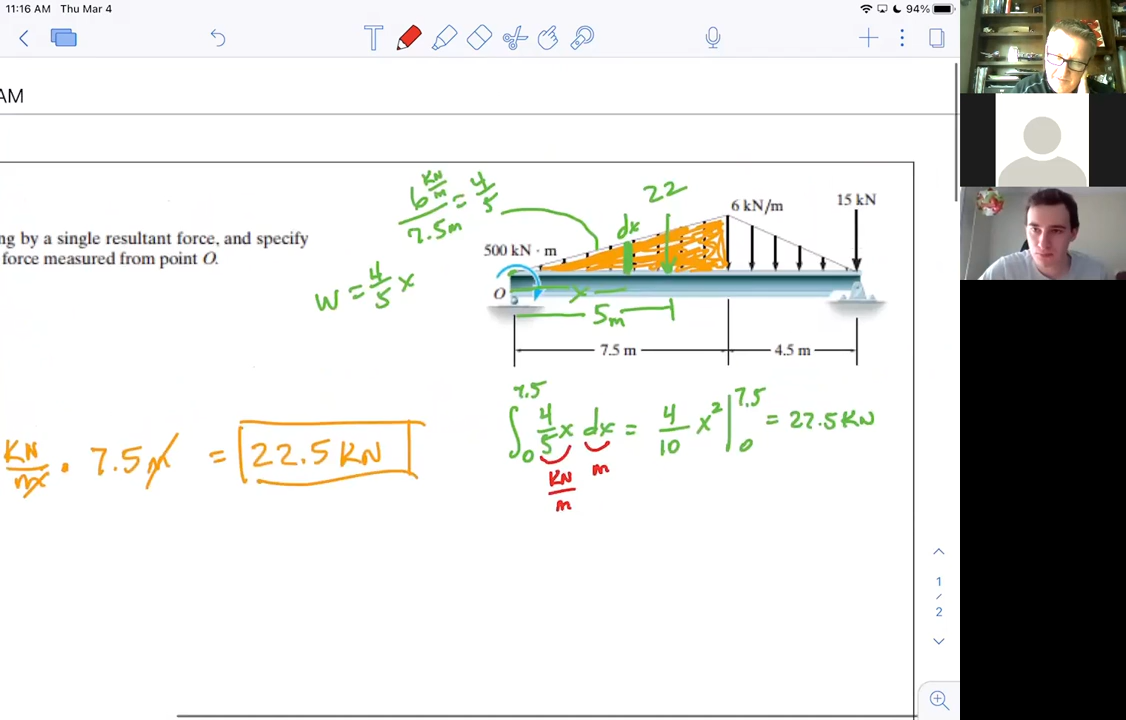 11:16 AM Thu Mar 4
94%
AM
ng by a single resultant force, and specify
force measured from point O.
6 kN/m / 7.5m = 4/5
w = 4/5 x
22
dx
6 kN/m
15 kN
500 kN · m
O
x
5m
7.5 m
4.5 m
∫₀^7.5 4/5 x dx = 4/10 x² |₀^7.5 = 22.5 KN
KN/m
m
KN/m · 7.5m = 22.5 KN
1
/
2